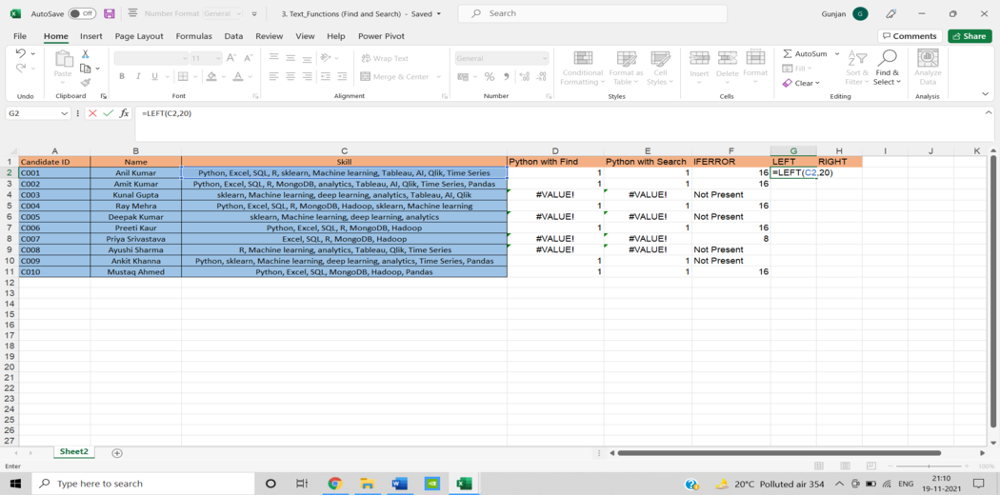 AutoSave Off Number Format General 3. Text_Functions (Find and Search) - Saved Search Gunjan G
File Home Insert Page Layout Formulas Data Review View Help Power Pivot Comments Share
11 A A Wrap Text General AutoSum
Paste Conditional Format as Cell Insert Delete Format Fill Sort & Find & Analyze
B I U A Merge & Center % Formatting Table Styles Clear Filter Select Data
Undo Clipboard Font Alignment Number Styles Cells Editing Analysis
G2 fx =LEFT(C2,20)
A B C D E F G H I J K
1 Candidate ID Name Skill Python with Find Python with Search IFERROR LEFT RIGHT
2 C001 Anil Kumar Python, Excel, SQL, R, sklearn, Machine learning, Tableau, AI, Qlik, Time Series 1 1 16 =LEFT(C2,20)
3 C002 Amit Kumar Python, Excel, SQL, R, MongoDB, analytics, Tableau, AI, Qlik, Time Series, Pandas 1 1 16
4 C003 Kunal Gupta sklearn, Machine learning, deep learning, analytics, Tableau, AI, Qlik #VALUE! #VALUE! Not Present
5 C004 Ray Mehra Python, Excel, SQL, R, MongoDB, Hadoop, sklearn, Machine learning 1 1 16
6 C005 Deepak Kumar sklearn, Machine learning, deep learning, analytics #VALUE! #VALUE! Not Present
7 C006 Preeti Kaur Python, Excel, SQL, R, MongoDB, Hadoop 1 1 16
8 C007 Priya Srivastava Excel, SQL, R, MongoDB, Hadoop #VALUE! #VALUE! 8
9 C008 Ayushi Sharma R, Machine learning, analytics, Tableau, Qlik, Time Series #VALUE! #VALUE! Not Present
10 C009 Ankit Khanna Python, sklearn, Machine learning, deep learning, analytics, Time Series, Pandas 1 1 Not Present
11 C010 Mustaq Ahmed Python, Excel, SQL, MongoDB, Hadoop, Pandas 1 1 16
12
13
14
15
16
17
18
19
20
21
22
23
24
25
26
27
Sheet2
Enter 100%
Type here to search 20°C Polluted air 354 ENG 21:10
19-11-2021